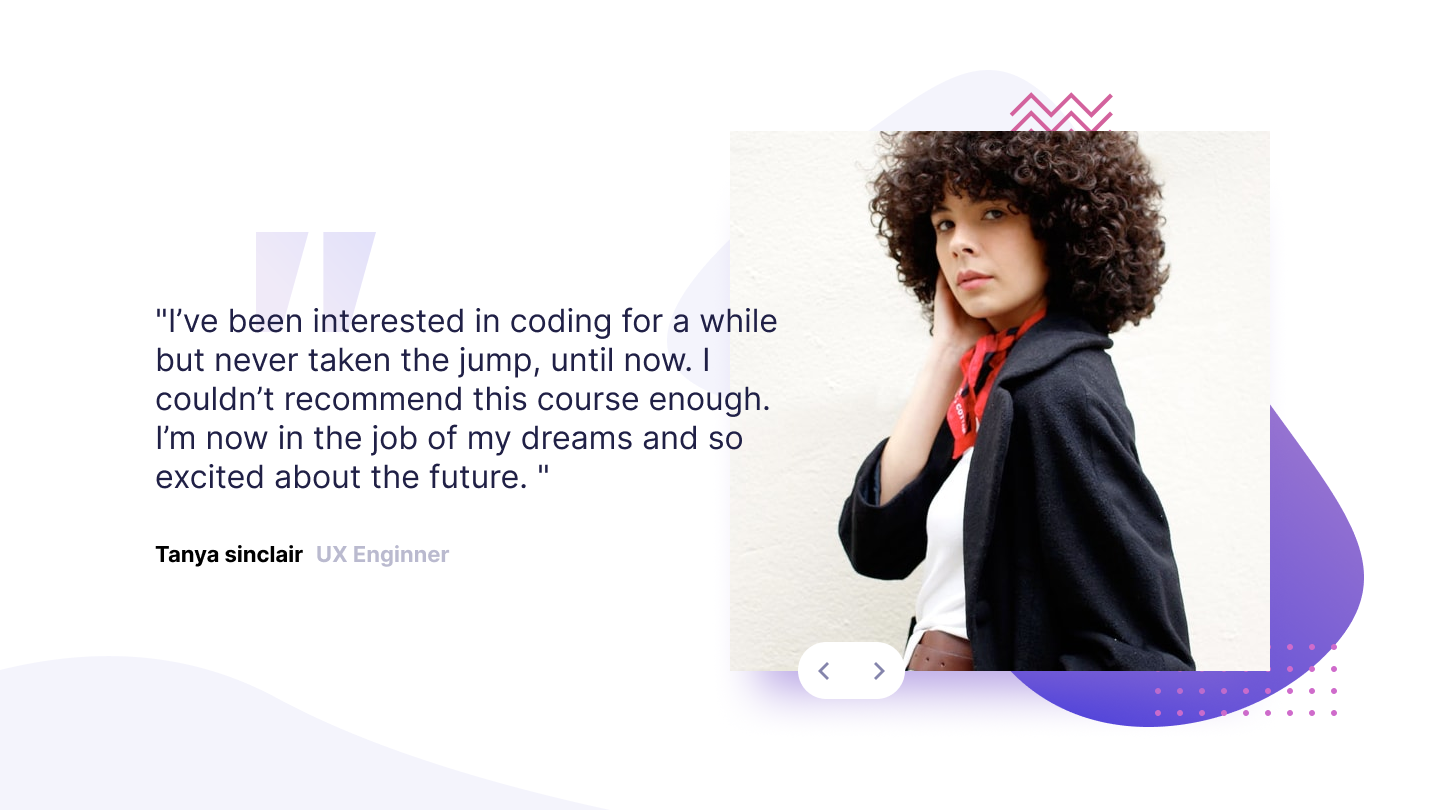 "I’ve been interested in coding for a while
but never taken the jump, until now. I
couldn’t recommend this course enough.
I’m now in the job of my dreams and so
excited about the future. "
Tanya sinclair UX Enginner